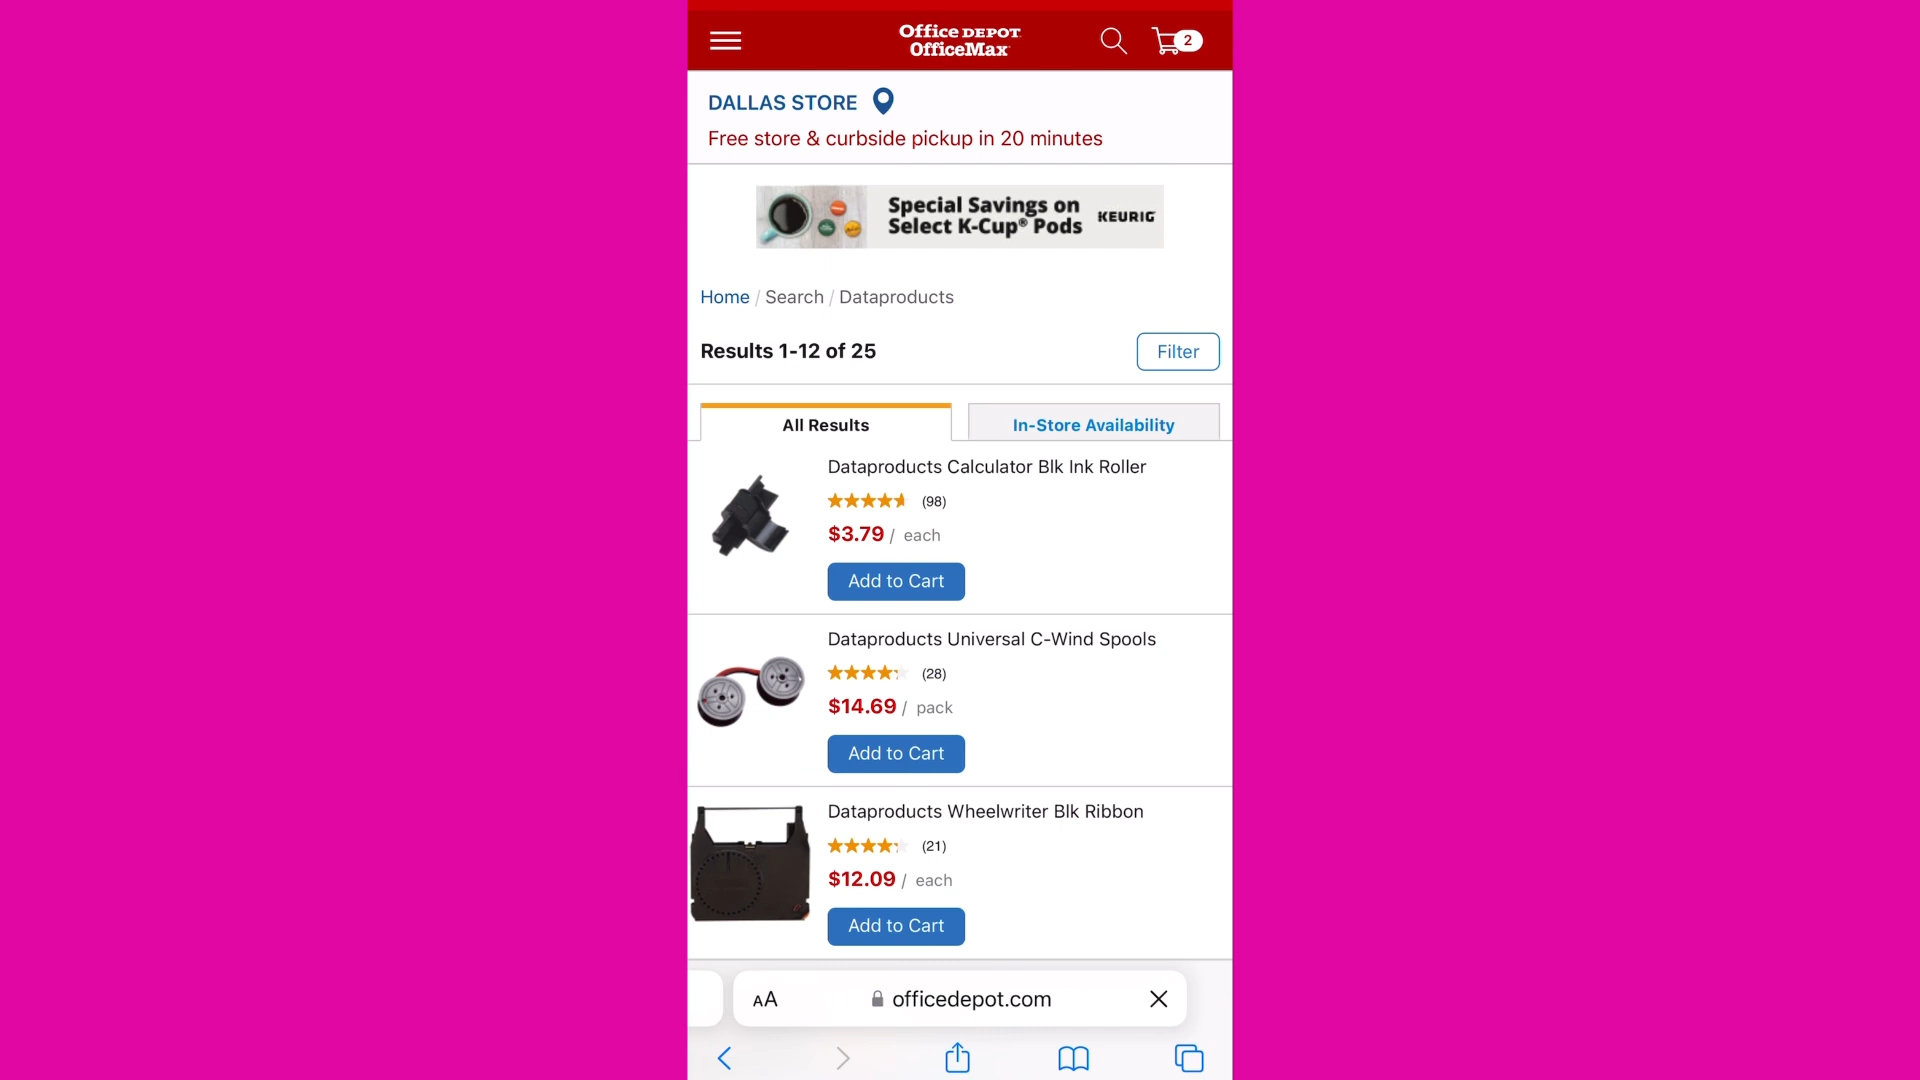 Office DEPOT
OfficeMax
2
DALLAS STORE
Free store & curbside pickup in 20 minutes
Special Savings on
Select K-Cup® Pods
KEURIG
Home / Search / Dataproducts
Results 1-12 of 25
Filter
All Results
In-Store Availability
Dataproducts Calculator Blk Ink Roller
(98)
$3.79 / each
Add to Cart
Dataproducts Universal C-Wind Spools
(28)
$14.69 / pack
Add to Cart
Dataproducts Wheelwriter Blk Ribbon
(21)
$12.09 / each
Add to Cart
AA
officedepot.com